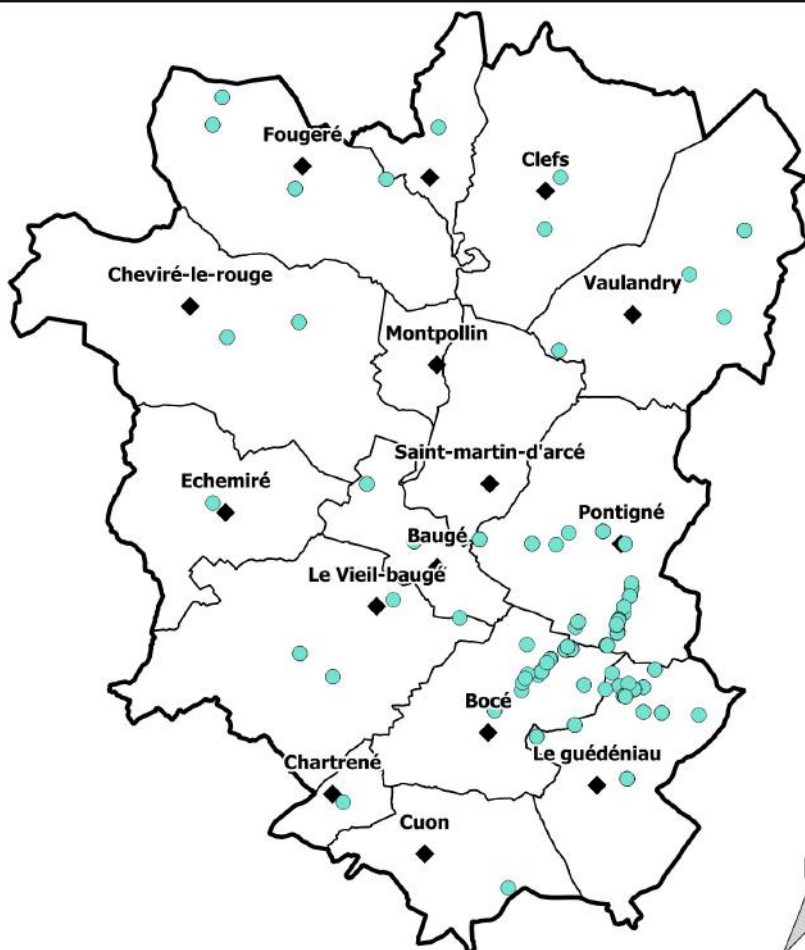 Fougeré
Clefs
Cheviré-le-rouge
Vaulandry
Montpollin
Saint-martin-d'arcé
Echemiré
Pontigné
Baugé
Le Vieil-baugé
Bocé
Le guédéniau
Chartrené
Cuon